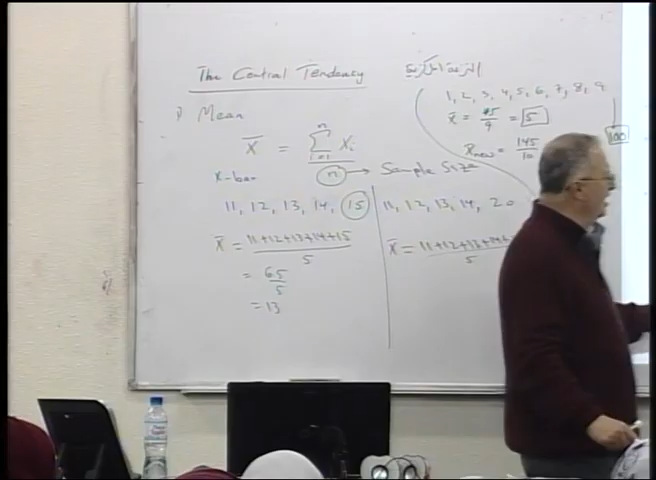 The Central Tendency
النزعة المركزية
1) Mean
X̄ = Σ Xi
n
i=1
n → Sample Size
X-bar
11, 12, 13, 14, 15
X̄ = 11+12+13+14+15
5
= 65
5
= 13
11, 12, 13, 14, 20
X̄ = 11+12+13+14+
5
1, 2, 3, 4, 5, 6, 7, 8, 9
100
x̄ = 45
9
= 5
x̄new = 145
10